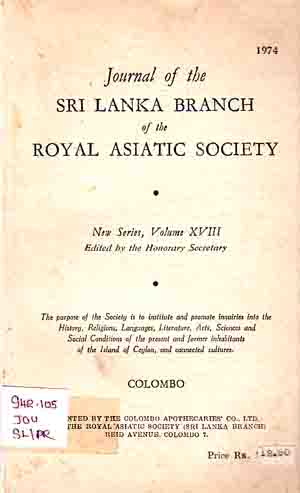 1974
Journal of the
SRI LANKA BRANCH
of the
ROYAL ASIATIC SOCIETY
New Series, Volume XVIII
Edited by the Honorary Secretary
The purpose of the Society is to institute and promote inquiries into the
History, Religions, Languages, Literature, Arts, Sciences and
Social Conditions of the present and former inhabitants
of the Island of Ceylon, and connected cultures.
COLOMBO
NTED BY THE COLOMBO APOTHECARIES' CO., LTD.
THE ROYAL ASIATIC SOCIETY (SRI LANKA BRANCH)
REID AVENUE, COLOMBO 7.
JOU
SL/PR
Price Rs.